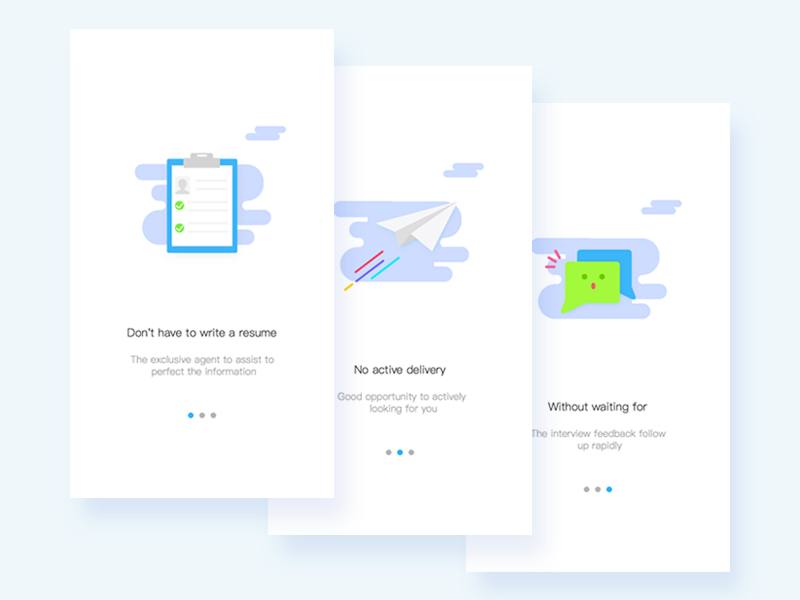 Don't have to write a resume
The exclusive agent to assist to
perfect the information
No active delivery
Good opportunity to actively
looking for you
Without waiting for
The interview feedback follow
up rapidly